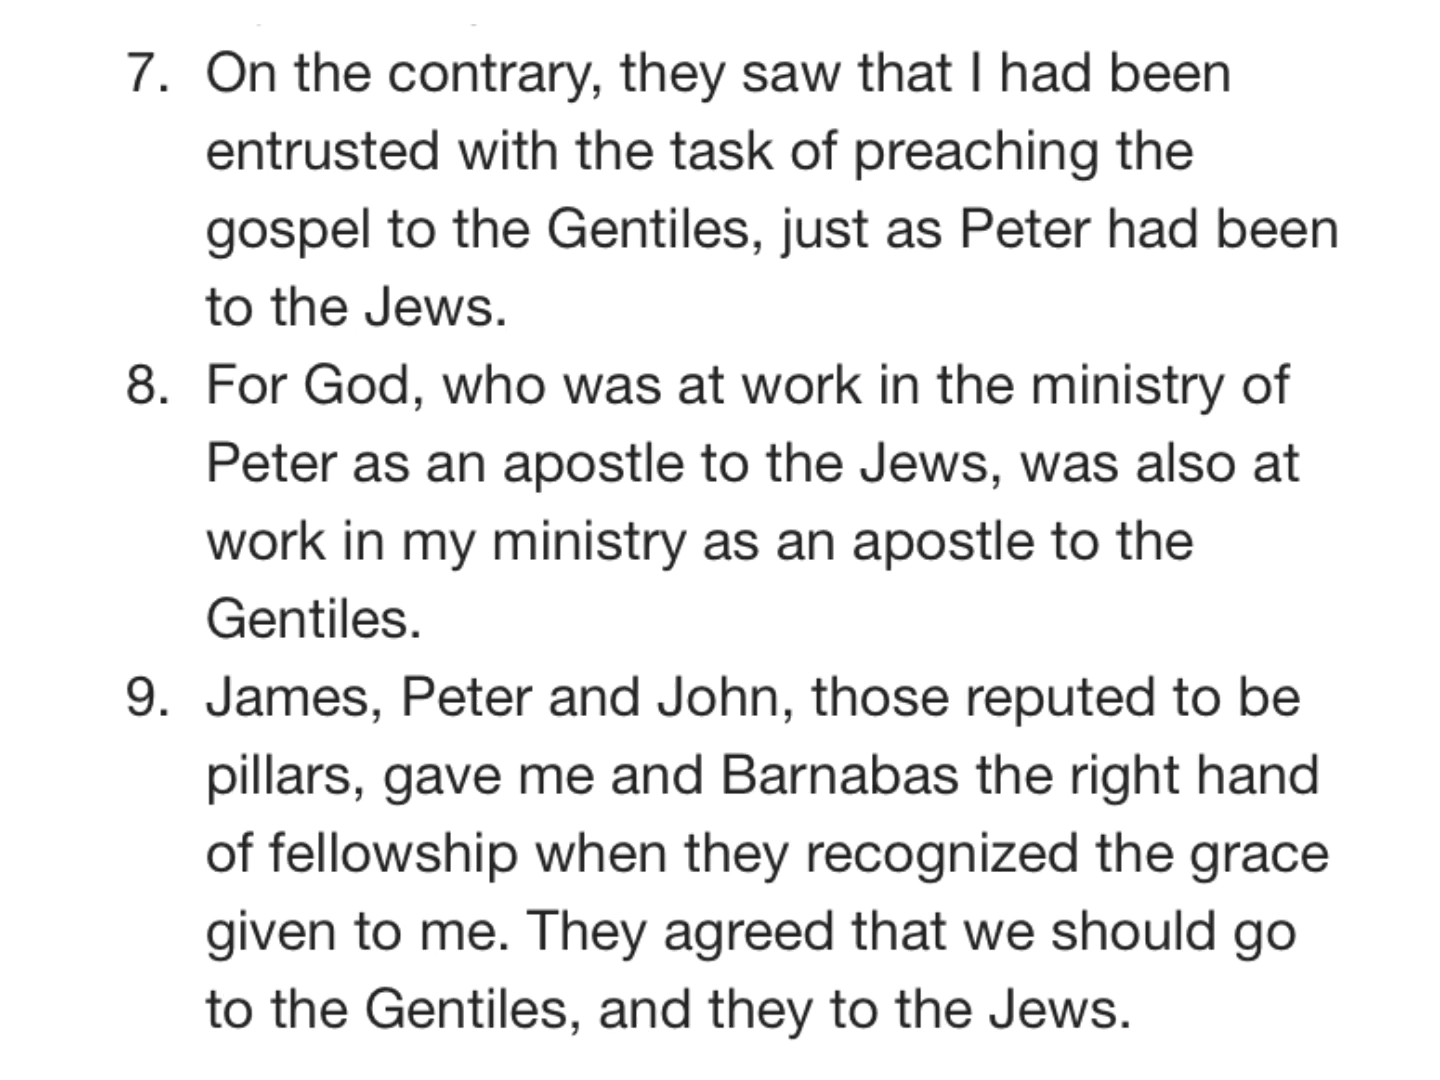 7. On the contrary, they saw that I had been
entrusted with the task of preaching the
gospel to the Gentiles, just as Peter had been
to the Jews.
8. For God, who was at work in the ministry of
Peter as an apostle to the Jews, was also at
work in my ministry as an apostle to the
Gentiles.
9. James, Peter and John, those reputed to be
pillars, gave me and Barnabas the right hand
of fellowship when they recognized the grace
given to me. They agreed that we should go
to the Gentiles, and they to the Jews.